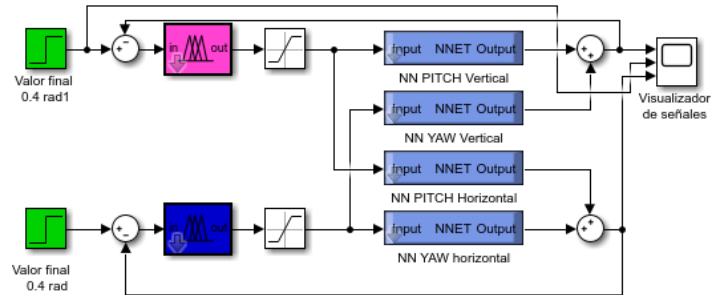 in out
input NNET Output
NN PITCH Vertical
Valor final
0.4 rad1
Visualizador
de señales
input NNET Output
NN YAW Vertical
input NNET Output
NN PITCH Horizontal
in out
input NNET Output
NN YAW horizontal
Valor final
0.4 rad